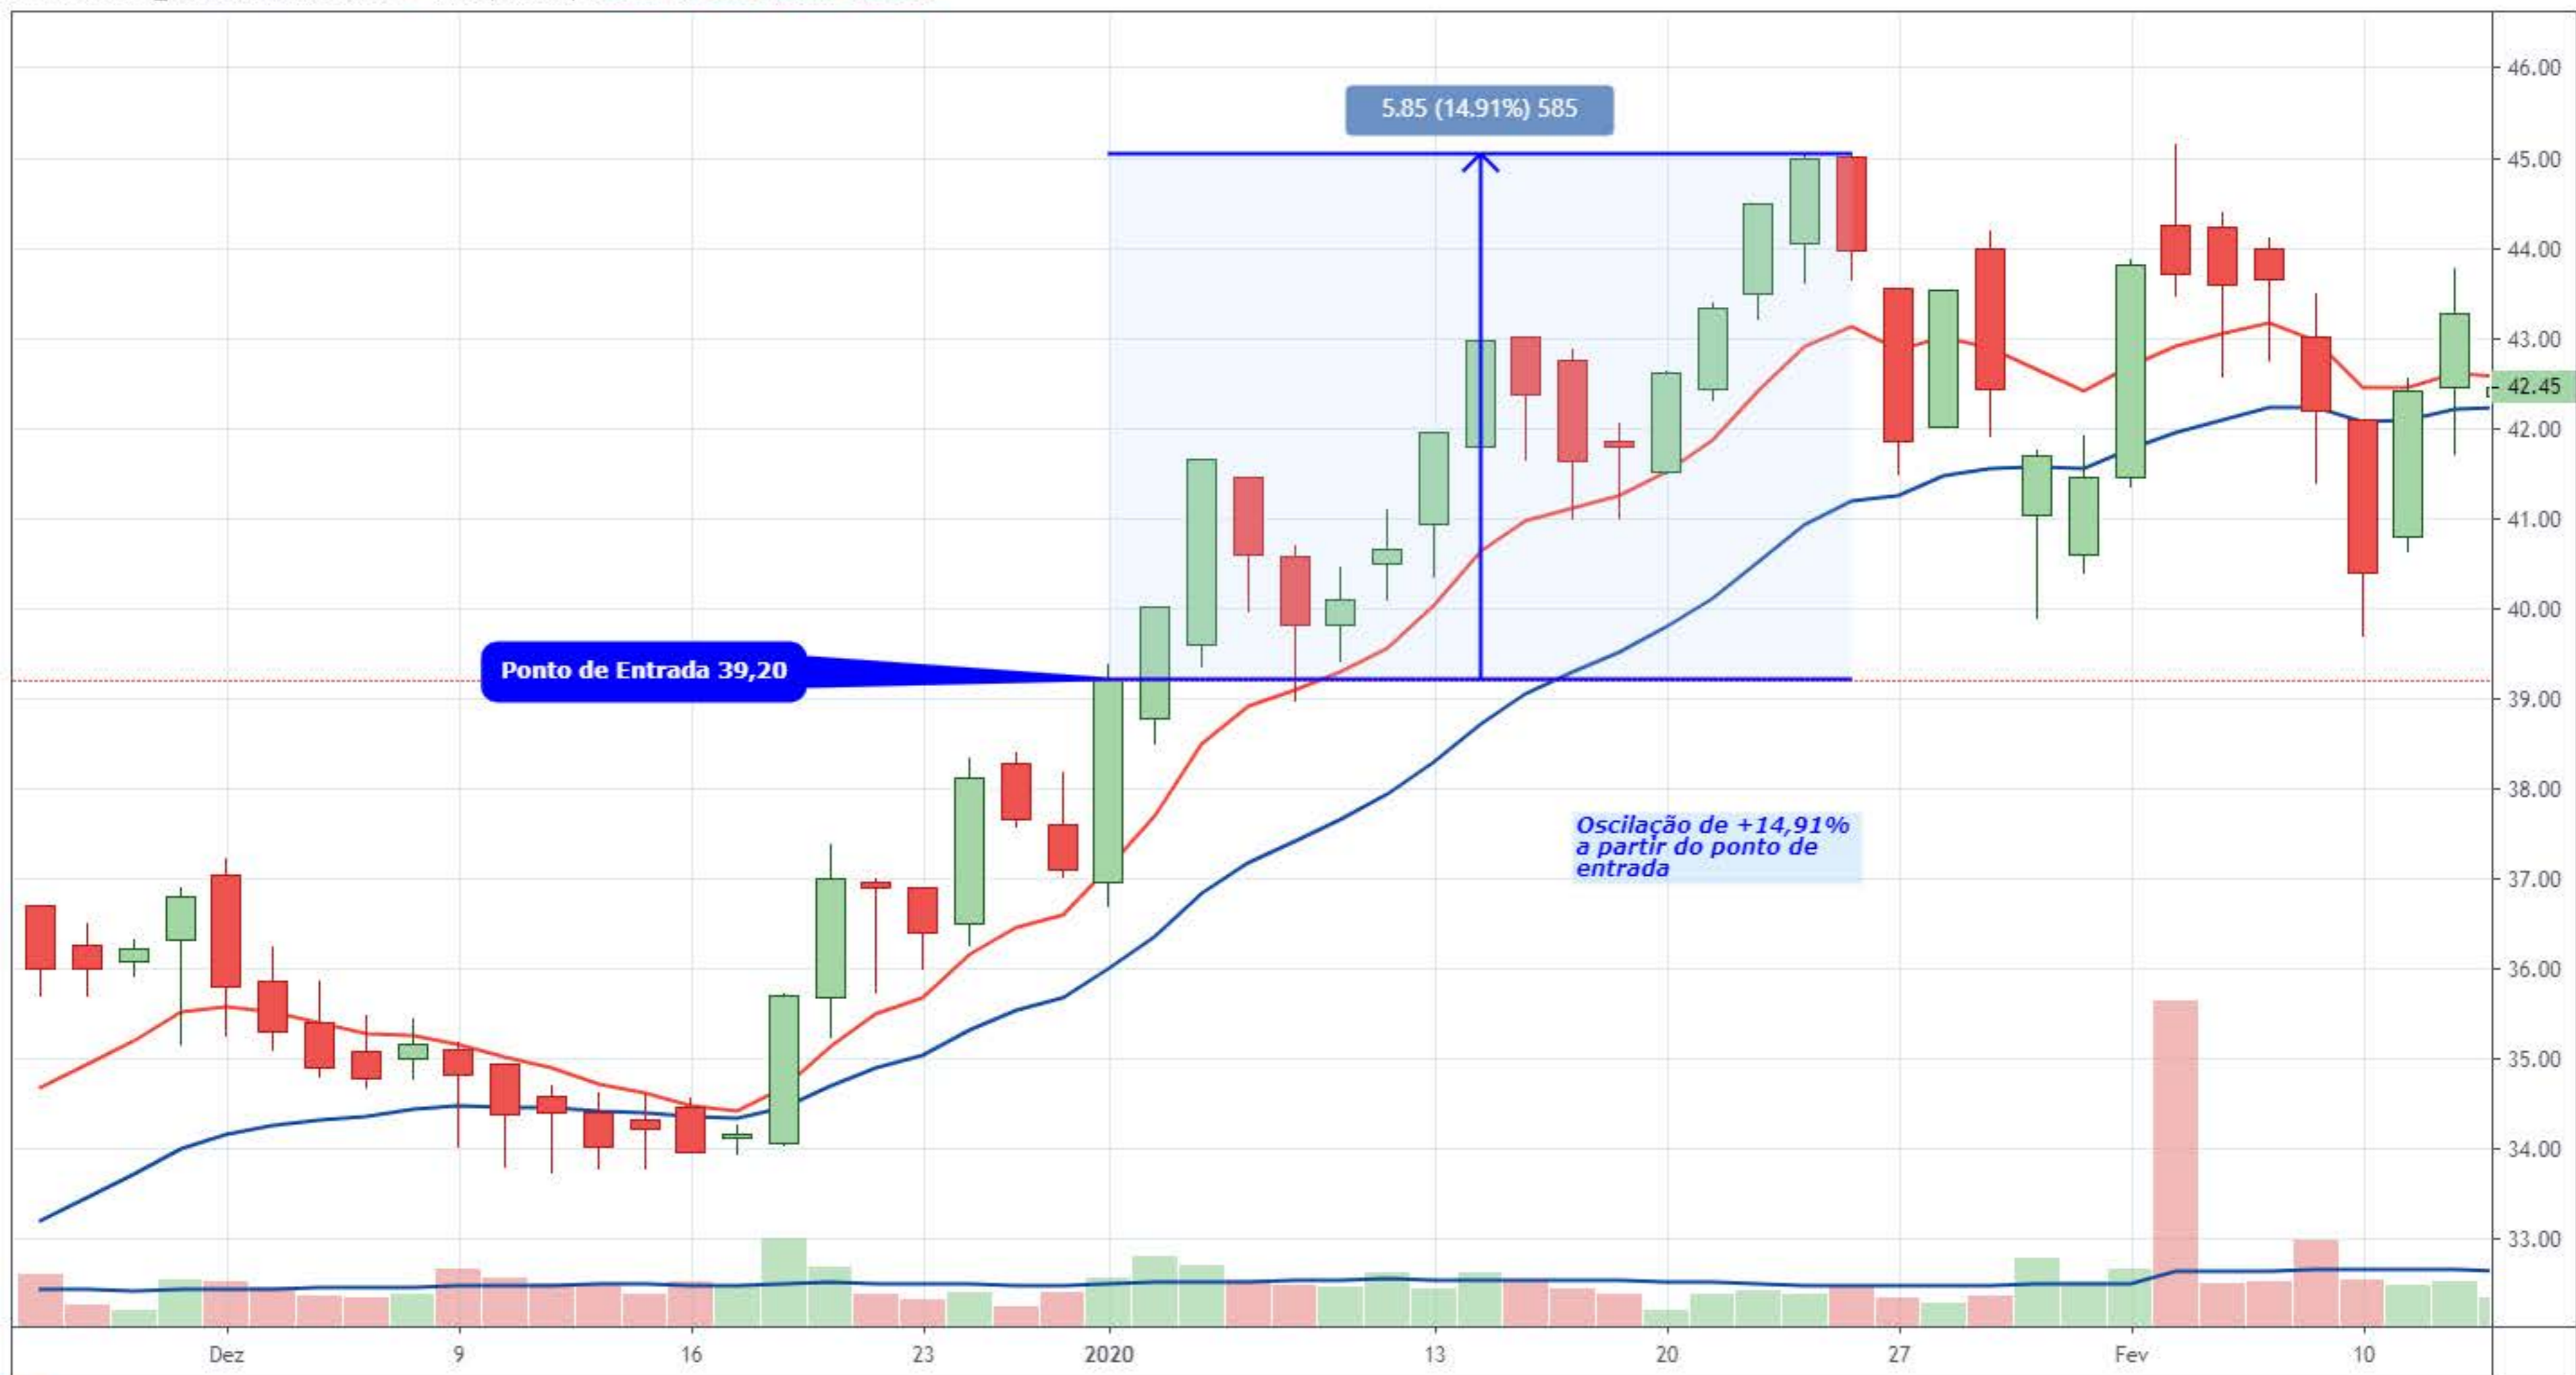 5.85 (14.91%) 585
46.00
45.00
44.00
43.00
42.45
42.00
41.00
40.00
Ponto de Entrada 39,20
39.00
38.00
Oscilação de +14,91%
a partir do ponto de
entrada
37.00
36.00
35.00
34.00
33.00
Dez 9 16 23 2020 13 20 27 Fev 10